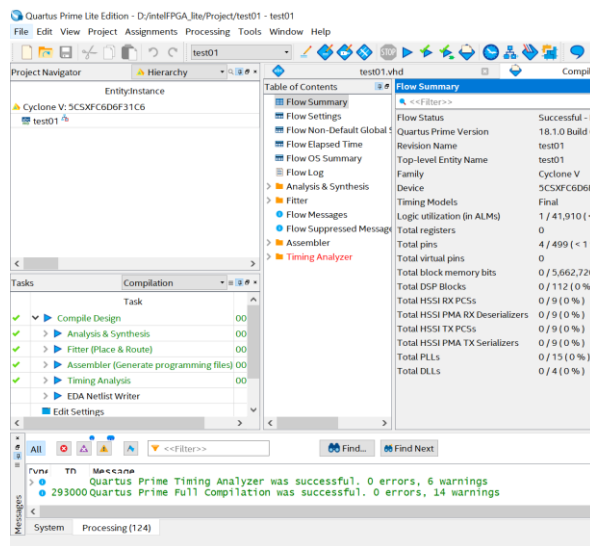 Quartus Prime Lite Edition - D:/intelFPGA_lite/Project/test01 - test01
File Edit View Project Assignments Processing Tools Window Help
test01
Project Navigator Hierarchy
Entity:Instance
Cyclone V: 5CSXFC6D6F31C6
test01
Tasks Compilation
Task
Compile Design 00
Analysis & Synthesis 00
Fitter (Place & Route) 00
Assembler (Generate programming files) 00
Timing Analysis 00
EDA Netlist Writer
Edit Settings
test01.vhd
Compil
Table of Contents
Flow Summary
Flow Settings
Flow Non-Default Global S
Flow Elapsed Time
Flow OS Summary
Flow Log
Analysis & Synthesis
Fitter
Flow Messages
Flow Suppressed Message
Assembler
Timing Analyzer
Flow Summary
<<Filter>>
Flow Status Successful -
Quartus Prime Version 18.1.0 Build
Revision Name test01
Top-level Entity Name test01
Family Cyclone V
Device 5CSXFC6D6
Timing Models Final
Logic utilization (in ALMs) 1 / 41,910 ( <
Total registers 0
Total pins 4 / 499 ( < 1
Total virtual pins 0
Total block memory bits 0 / 5,662,720
Total DSP Blocks 0 / 112 ( 0 %
Total HSSI RX PCSs 0 / 9 ( 0 % )
Total HSSI PMA RX Deserializers 0 / 9 ( 0 % )
Total HSSI TX PCSs 0 / 9 ( 0 % )
Total HSSI PMA TX Serializers 0 / 9 ( 0 % )
Total PLLs 0 / 15 ( 0 % )
Total DLLs 0 / 4 ( 0 % )
All <<Filter>> Find... Find Next
Type ID Message
Quartus Prime Timing Analyzer was successful. 0 errors, 6 warnings
293000 Quartus Prime Full Compilation was successful. 0 errors, 14 warnings
System Processing (124)
Messages